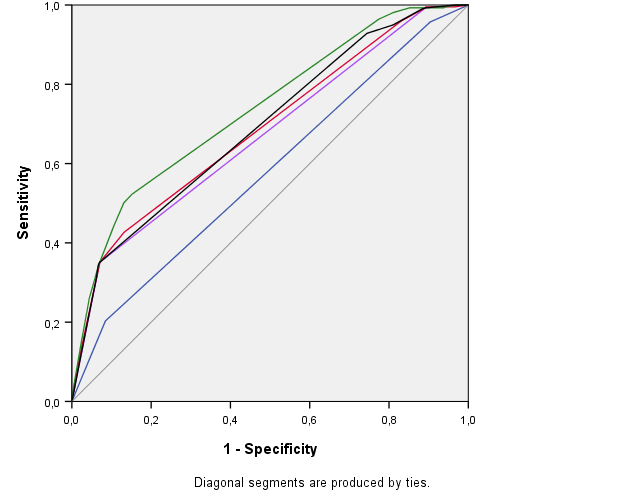 1,0
0,8
0,6
0,4
0,2
0,0
Sensitivity
0,0 0,2 0,4 0,6 0,8 1,0
1 - Specificity
Diagonal segments are produced by ties.